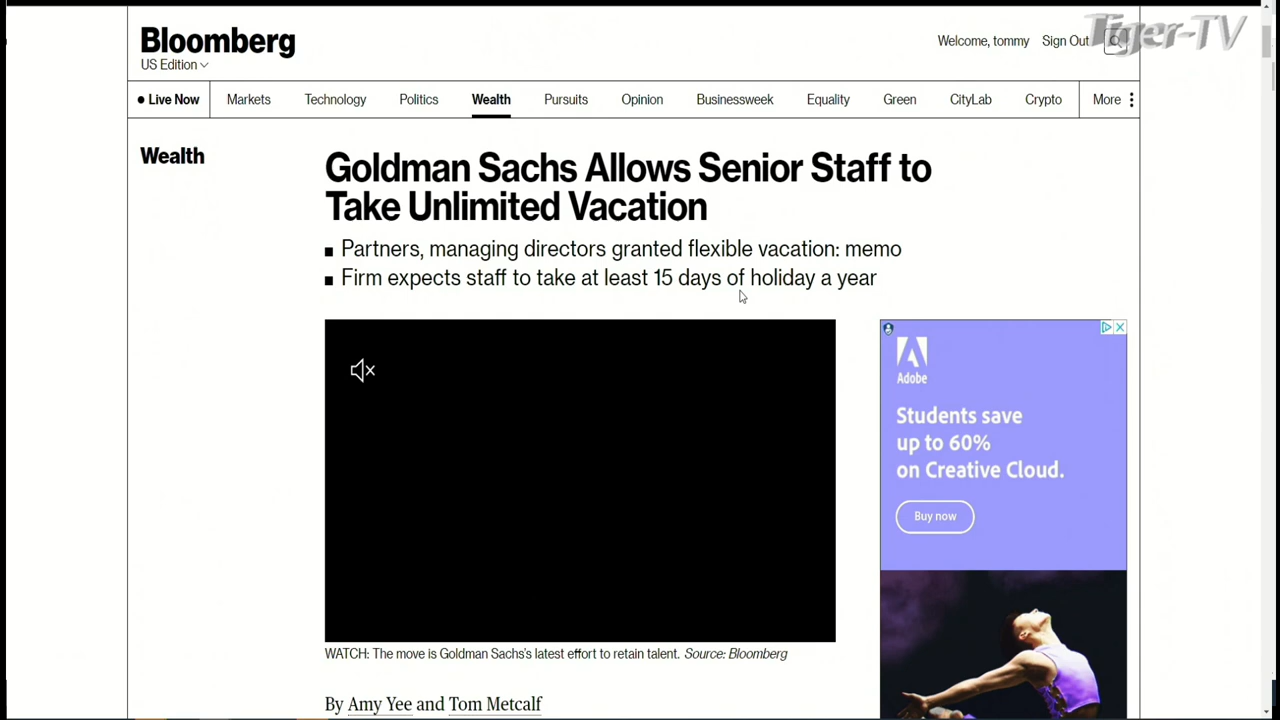 Tiger-TV
Bloomberg
Welcome, tommy Sign Out
US Edition
Live Now Markets Technology Politics Wealth Pursuits Opinion Businessweek Equality Green CityLab Crypto More
Wealth
Goldman Sachs Allows Senior Staff to
Take Unlimited Vacation
Partners, managing directors granted flexible vacation: memo
Firm expects staff to take at least 15 days of holiday a year
Adobe
Students save
up to 60%
on Creative Cloud.
Buy now
WATCH: The move is Goldman Sachs's latest effort to retain talent. Source: Bloomberg
By Amy Yee and Tom Metcalf